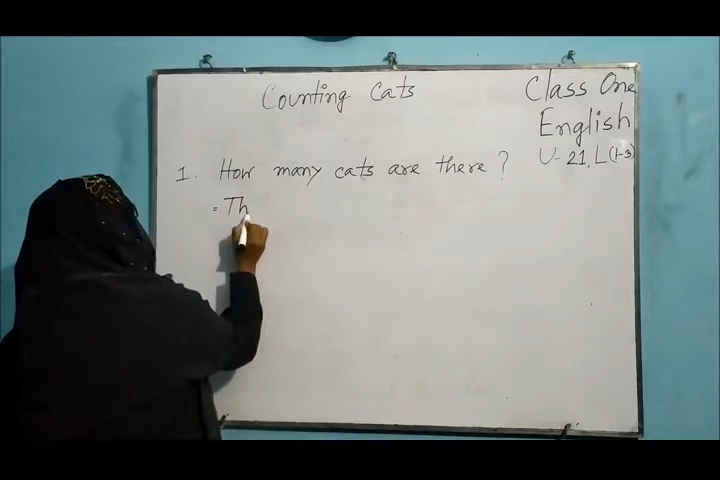 Counting Cats
Class One
English
U-21, L(1-3)
1. How many cats are there?
= Th